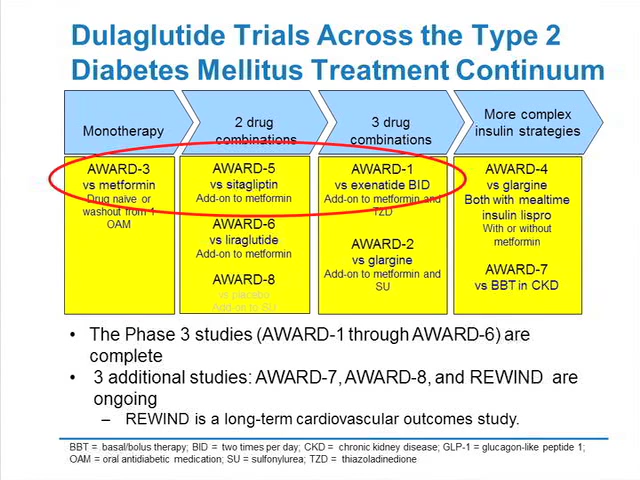 Dulaglutide Trials Across the Type 2
Diabetes Mellitus Treatment Continuum
Monotherapy
2 drug
combinations
3 drug
combinations
More complex
insulin strategies
AWARD-3
vs metformin
Drug naive or
washout from 1
OAM
AWARD-5
vs sitagliptin
Add-on to metformin
AWARD-6
vs liraglutide
Add-on to metformin
AWARD-8
vs placebo
Add-on to SU
AWARD-1
vs exenatide BID
Add-on to metformin and
TZD
AWARD-2
vs glargine
Add-on to metformin and
SU
AWARD-4
vs glargine
Both with mealtime
insulin lispro
With or without
metformin
AWARD-7
vs BBT in CKD
• The Phase 3 studies (AWARD-1 through AWARD-6) are
complete
• 3 additional studies: AWARD-7, AWARD-8, and REWIND are
ongoing
– REWIND is a long-term cardiovascular outcomes study.
BBT = basal/bolus therapy; BID = two times per day; CKD = chronic kidney disease; GLP-1 = glucagon-like peptide 1;
OAM = oral antidiabetic medication; SU = sulfonylurea; TZD = thiazoladinedione